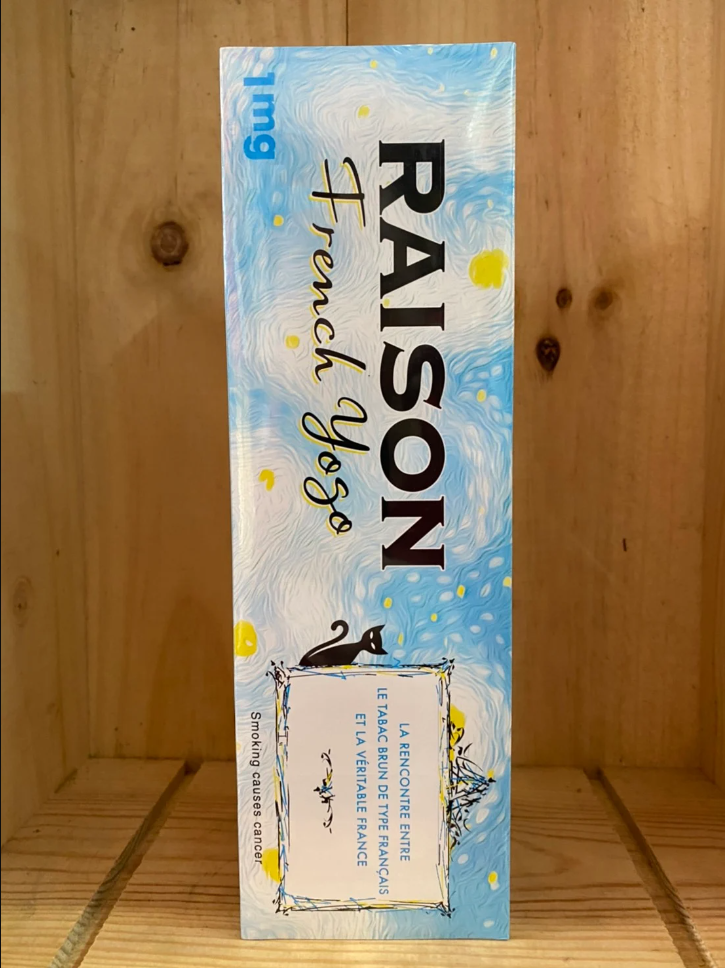 RAISON
French Yoso
1mg
LA RENCONTRE ENTRE
LE TABAC BRUN DE TYPE FRANÇAIS
ET LA VÉRITABLE FRANCE
Smoking causes cancer